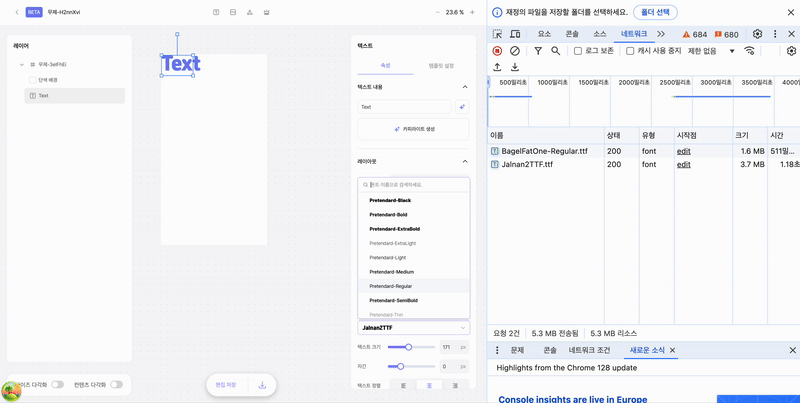 BETA 무제-H2nnXvi
23.6 %
레이어
무제-3eiFhEi
단색 배경
Text
Text
텍스트
속성
템플릿 설정
텍스트 내용
Text
카피라이트 생성
레이아웃
폰트 이름으로 검색하세요.
Pretendard-Black
Pretendard-Bold
Pretendard-ExtraBold
Pretendard-ExtraLight
Pretendard-Light
Pretendard-Medium
Pretendard-Regular
Pretendard-SemiBold
Pretendard-Thin
Jalnan2TTF
텍스트 크기 171 px
자간 0 px
텍스트 정렬
사이즈 다각화 컨텐츠 다각화
편집 저장
재정의 파일을 저장할 폴더를 선택하세요. 폴더 선택
요소 콘솔 소스 네트워크 684 680
로그 보존 캐시 사용 중지 제한 없음
500밀리초 1000밀리초 1500밀리초 2000밀리초 2500밀리초 3000밀리초 3500밀리초 4000
이름 상태 유형 시작점 크기 시간
BagelFatOne-Regular.ttf 200 font edit 1.6 MB 511밀...
Jalnan2TTF.ttf 200 font edit 3.7 MB 1.18초
요청 2건 5.3 MB 전송됨 5.3 MB 리소스
문제 콘솔 네트워크 조건 새로운 소식
Highlights from the Chrome 128 update
Console insights are live in Europe